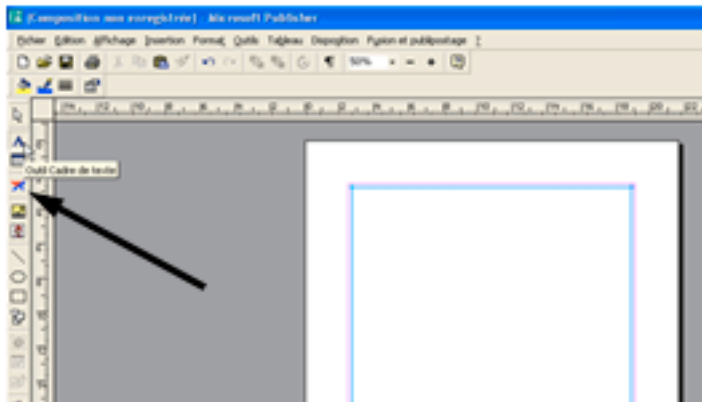 (Composition non enregistrée) - Microsoft Publisher
Fichier Edition Affichage Insertion Format Outils Tableau Disposition Fusion et publipostage ?
50%
Outil Cadre de texte